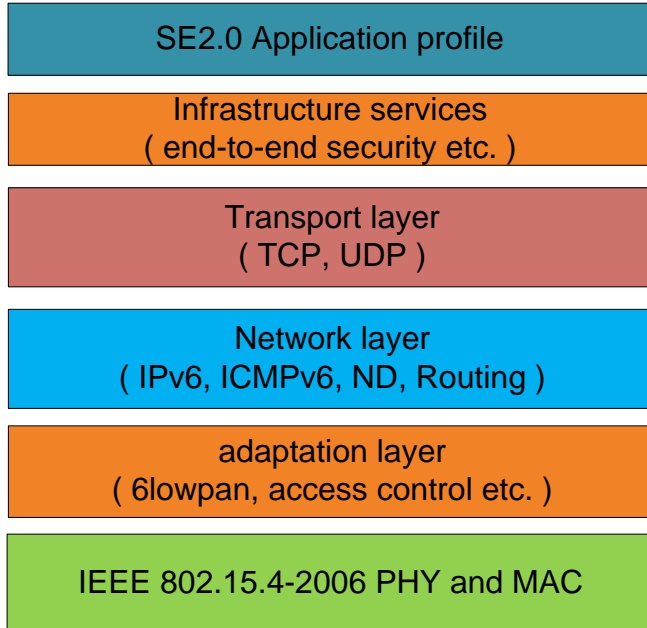 SE2.0 Application profile
Infrastructure services
( end-to-end security etc. )
Transport layer
( TCP, UDP )
Network layer
( IPv6, ICMPv6, ND, Routing )
adaptation layer
( 6lowpan, access control etc. )
IEEE 802.15.4-2006 PHY and MAC